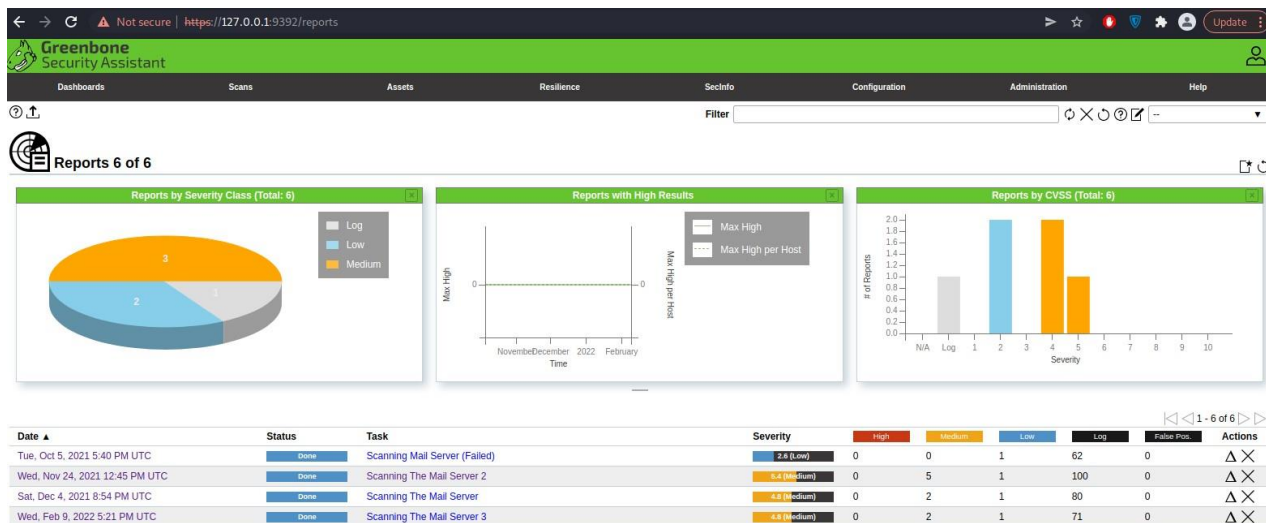 Not secure | https://127.0.0.1:9392/reports
Update
Greenbone
Security Assistant
Dashboards Scans Assets Resilience SecInfo Configuration Administration Help
Filter --
Reports 6 of 6
Reports by Severity Class (Total: 6)
3
2
1
Log
Low
Medium
Reports with High Results
Max High
0
0
Max High per Host
November December 2022 February
Time
Max High
Max High per Host
Reports by CVSS (Total: 6)
# of Reports
2.0
1.8
1.6
1.4
1.2
1.0
0.8
0.6
0.4
0.2
0.0
N/A Log 1 2 3 4 5 6 7 8 9 10
Severity
1 - 6 of 6
Date ▲ Status Task Severity High Medium Low Log False Pos. Actions
Tue, Oct 5, 2021 5:40 PM UTC Done Scanning Mail Server (Failed) 2.6 (Low) 0 0 1 62 0
Wed, Nov 24, 2021 12:45 PM UTC Done Scanning The Mail Server 2 5.4 (Medium) 0 5 1 100 0
Sat, Dec 4, 2021 8:54 PM UTC Done Scanning The Mail Server 4.8 (Medium) 0 2 1 80 0
Wed, Feb 9, 2022 5:21 PM UTC Done Scanning The Mail Server 3 4.8 (Medium) 0 2 1 71 0